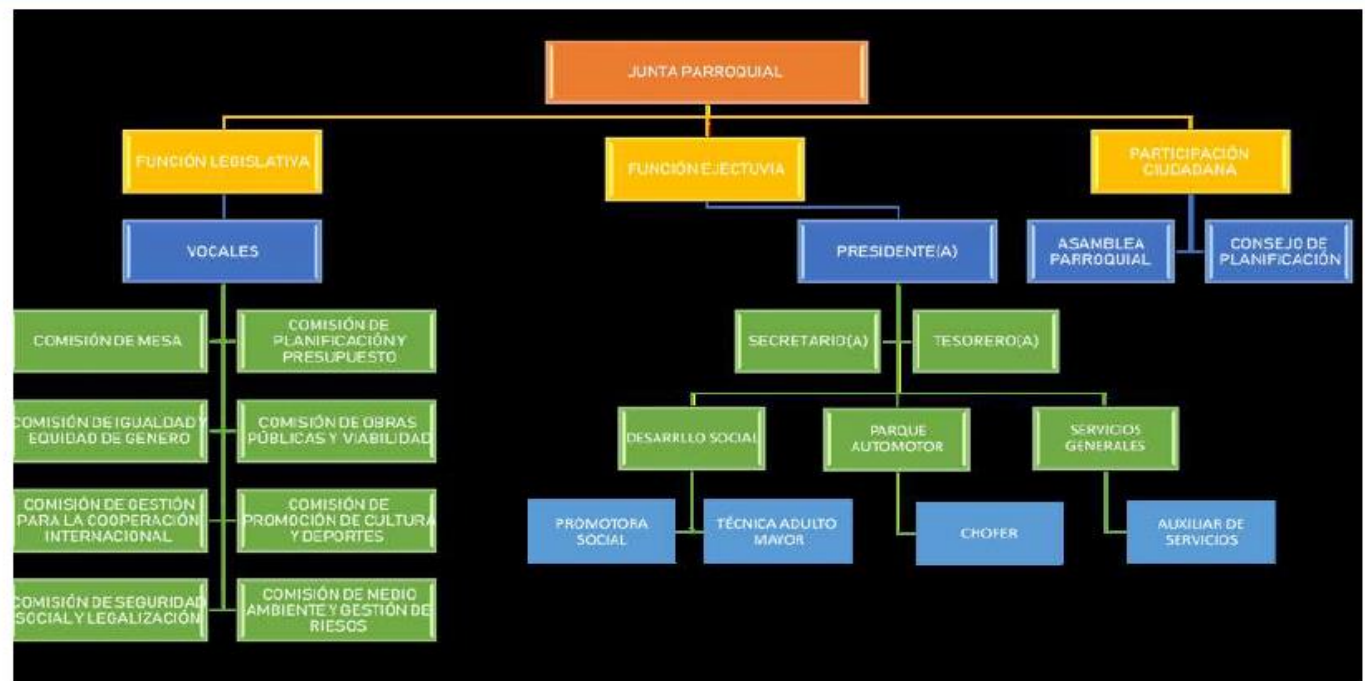 JUNTA PARROQUIAL
FUNCIÓN LEGISLATIVA
FUNCIÓN EJECTUVIA
PARTICIPACIÓN
CIUDADANA
VOCALES
PRESIDENTE(A)
ASAMBLEA
PARROQUIAL
CONSEJO DE
PLANIFICACIÓN
COMISIÓN DE MESA
COMISIÓN DE
PLANIFICACIÓN Y
PRESUPUESTO
SECRETARIO(A)
TESORERO(A)
COMISIÓN DE IGUALDAD Y
EQUIDAD DE GENERO
COMISIÓN DE OBRAS
PÚBLICAS Y VIABILIDAD
DESARRLLO SOCIAL
PARQUE
AUTOMOTOR
SERVICIOS
GENERALES
COMISIÓN DE GESTIÓN
PARA LA COOPERACIÓN
INTERNACIONAL
COMISIÓN DE
PROMOCIÓN DE CULTURA
Y DEPORTES
PROMOTORA
SOCIAL
TÉCNICA ADULTO
MAYOR
CHOFER
AUXILIAR DE
SERVICIOS
COMISIÓN DE SEGURIDAD
SOCIAL Y LEGALIZACIÓN
COMISIÓN DE MEDIO
AMBIENTE Y GESTIÓN DE
RIESOS